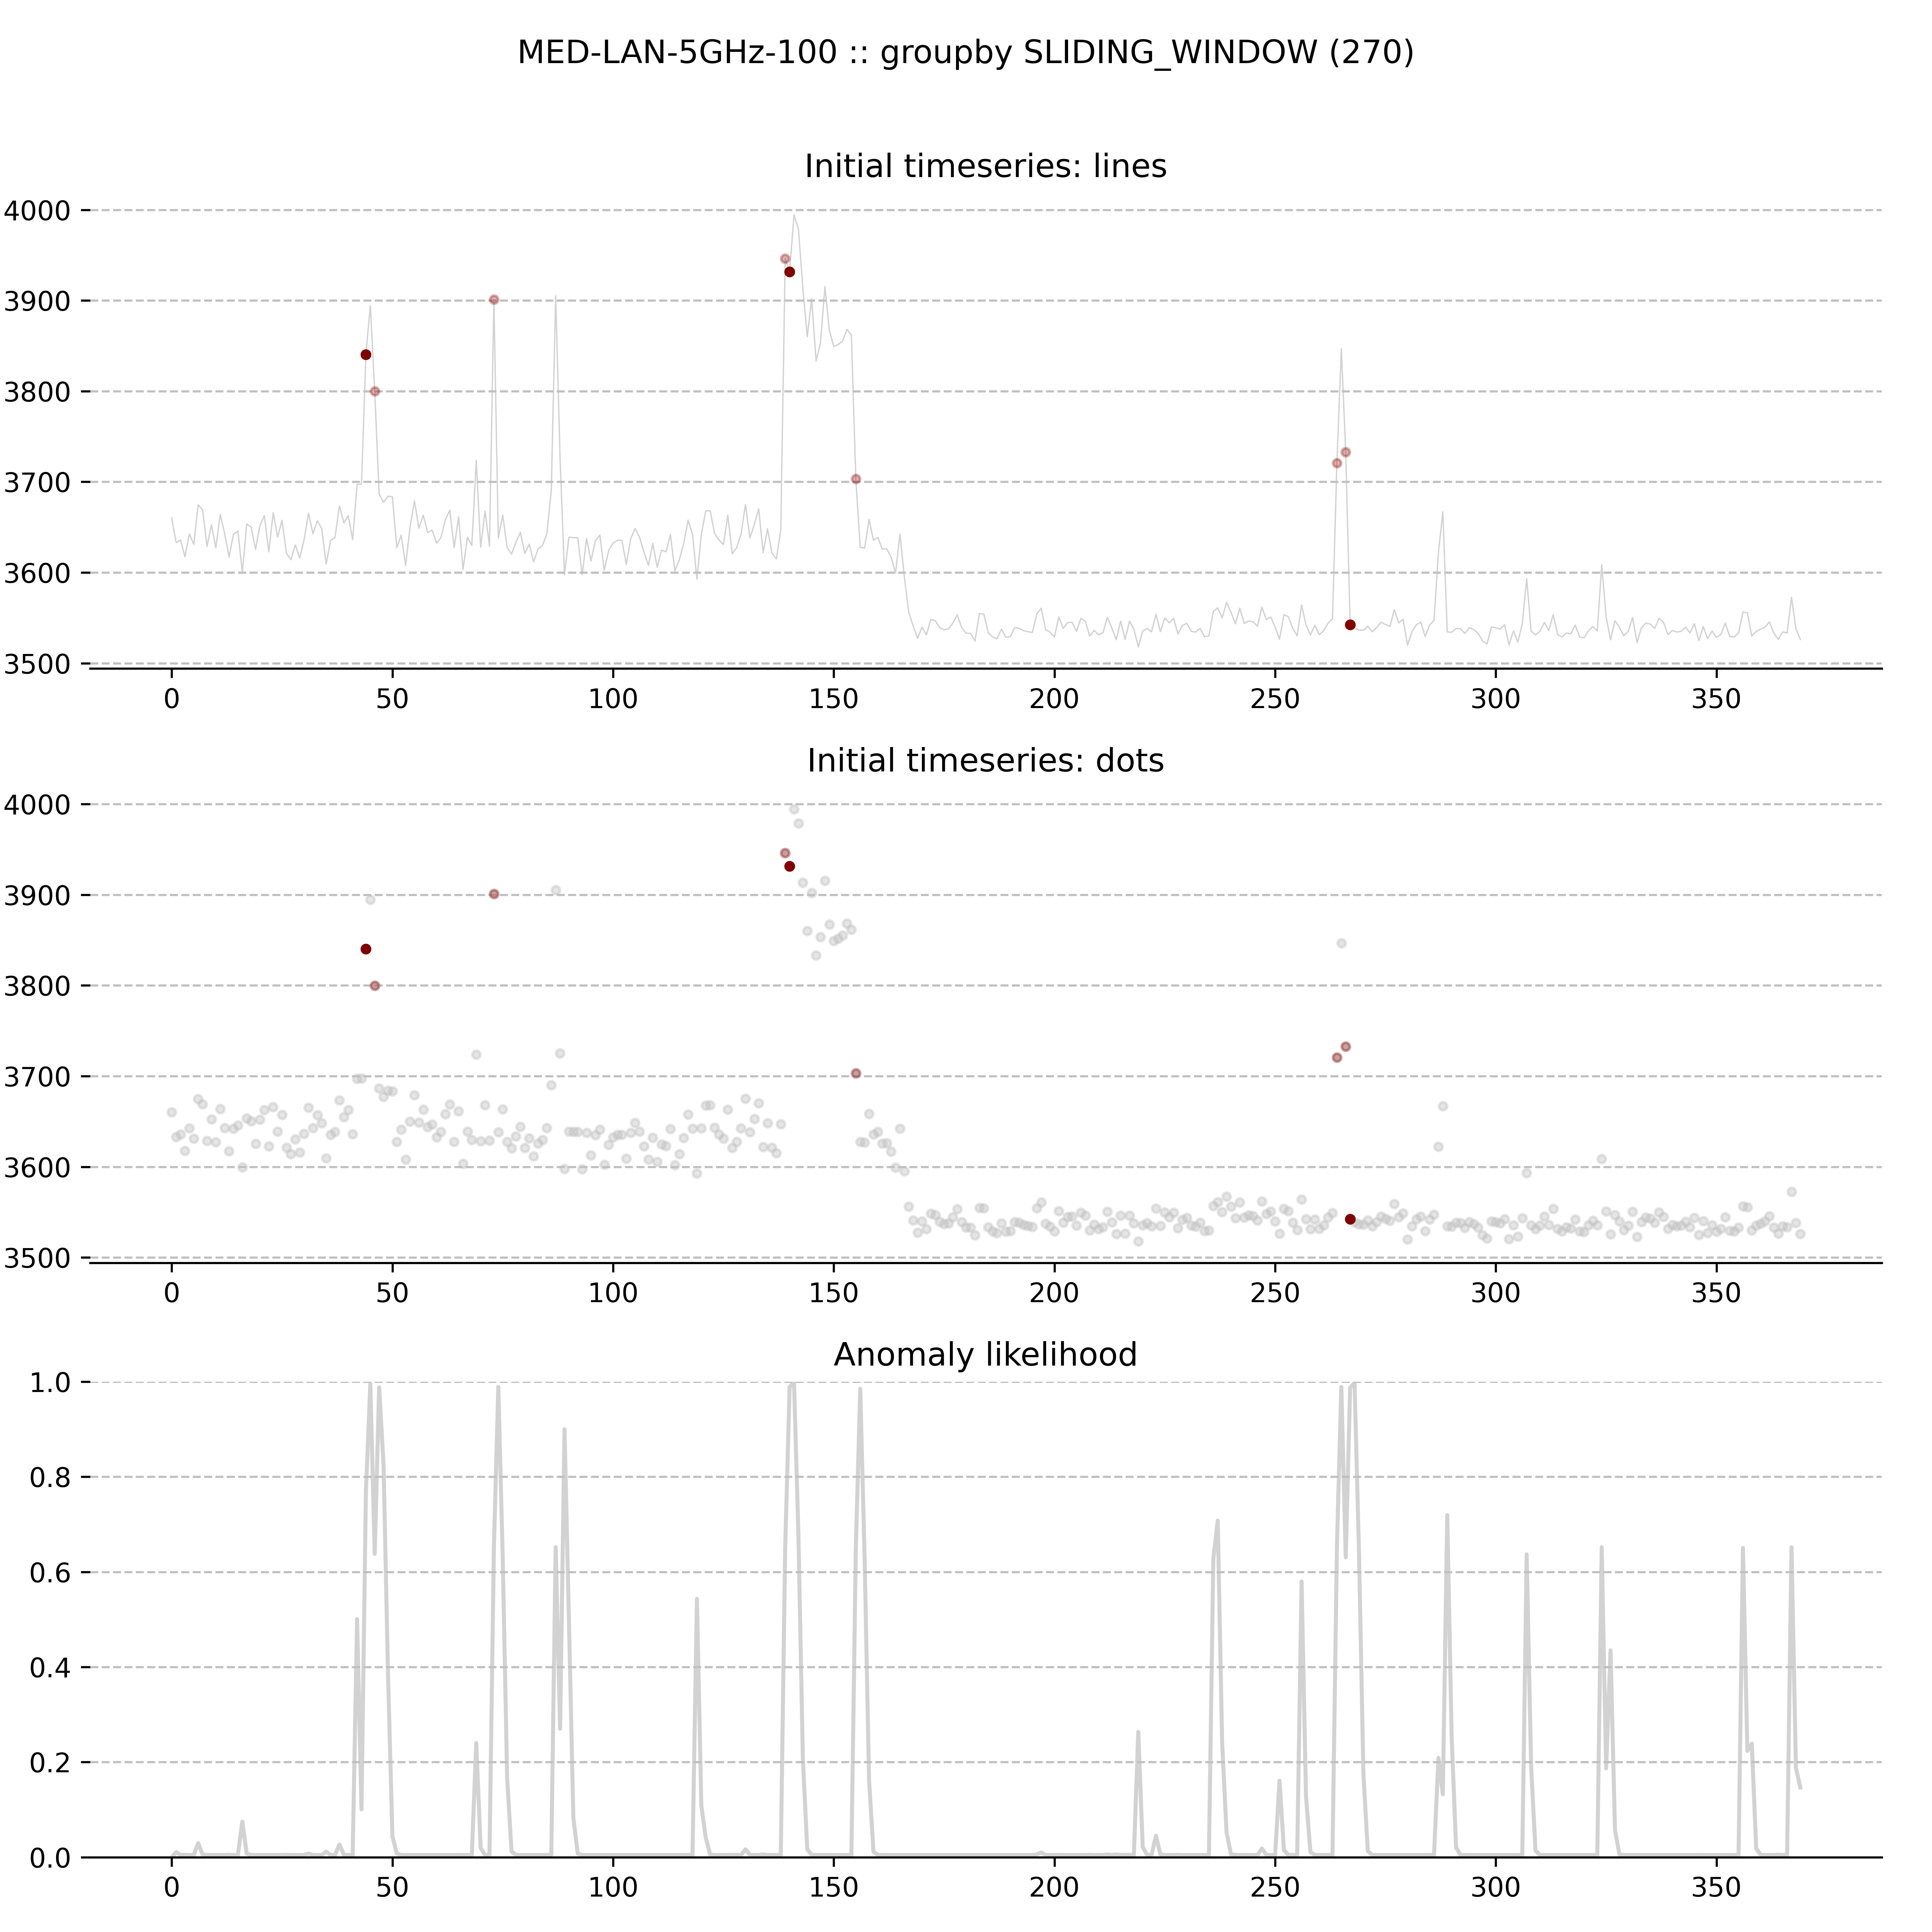 MED-LAN-5GHz-100 :: groupby SLIDING_WINDOW (270)
Initial timeseries: lines
4000
3900
3800
3700
3600
3500
0 50 100 150 200 250 300 350
Initial timeseries: dots
4000
3900
3800
3700
3600
3500
0 50 100 150 200 250 300 350
Anomaly likelihood
1.0
0.8
0.6
0.4
0.2
0.0
0 50 100 150 200 250 300 350